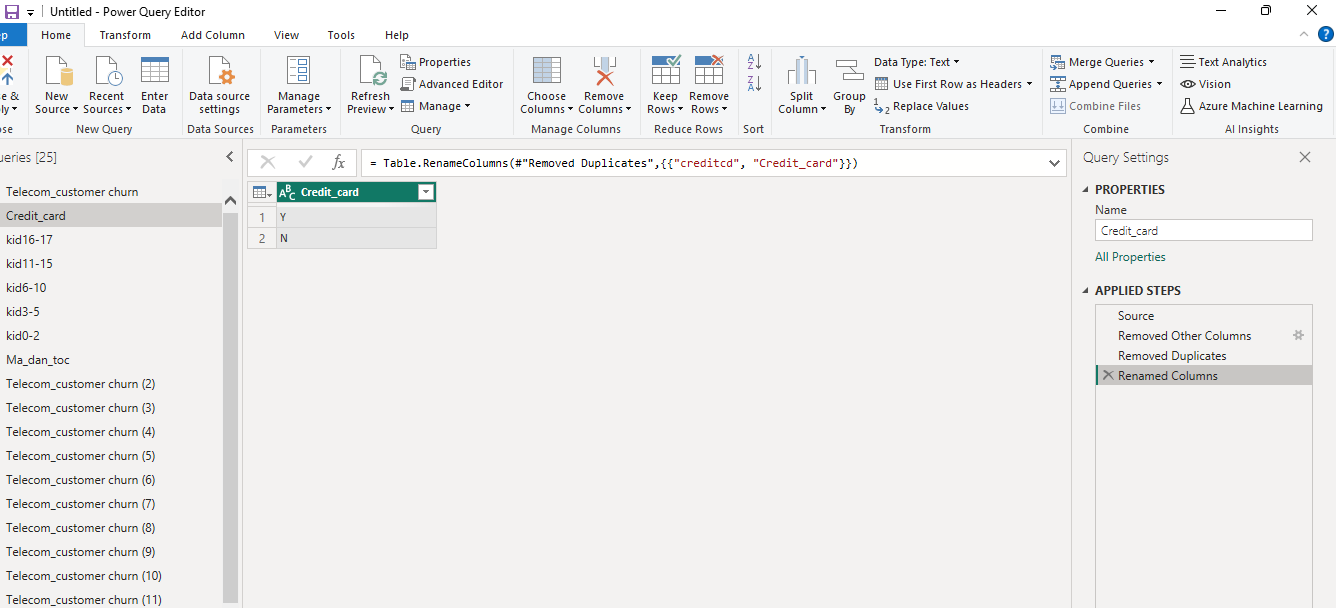 Untitled - Power Query Editor
Home Transform Add Column View Tools Help
New Source Recent Sources Enter Data
New Query
Data source settings
Data Sources
Manage Parameters
Parameters
Refresh Preview
Properties
Advanced Editor
Manage
Query
Choose Columns Remove Columns
Manage Columns
Keep Rows Remove Rows
Reduce Rows
Sort
Split Column Group By
Data Type: Text
Use First Row as Headers
Replace Values
Transform
Merge Queries
Append Queries
Combine Files
Combine
Text Analytics
Vision
Azure Machine Learning
AI Insights
ueries [25]
Telecom_customer churn
Credit_card
kid16-17
kid11-15
kid6-10
kid3-5
kid0-2
Ma_dan_toc
Telecom_customer churn (2)
Telecom_customer churn (3)
Telecom_customer churn (4)
Telecom_customer churn (5)
Telecom_customer churn (6)
Telecom_customer churn (7)
Telecom_customer churn (8)
Telecom_customer churn (9)
Telecom_customer churn (10)
Telecom_customer churn (11)
fx
= Table.RenameColumns(#"Removed Duplicates",{{"creditcd", "Credit_card"}})
ABC Credit_card
1 Y
2 N
Query Settings
PROPERTIES
Name
Credit_card
All Properties
APPLIED STEPS
Source
Removed Other Columns
Removed Duplicates
Renamed Columns